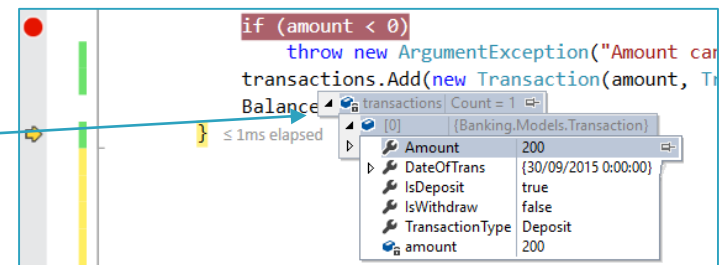 if (amount < 0)
throw new ArgumentException("Amount can
transactions.Add(new Transaction(amount, Tr
Balance transactions Count = 1
} ≤ 1ms elapsed [0] {Banking.Models.Transaction}
Amount 200
DateOfTrans {30/09/2015 0:00:00}
IsDeposit true
IsWithdraw false
TransactionType Deposit
amount 200